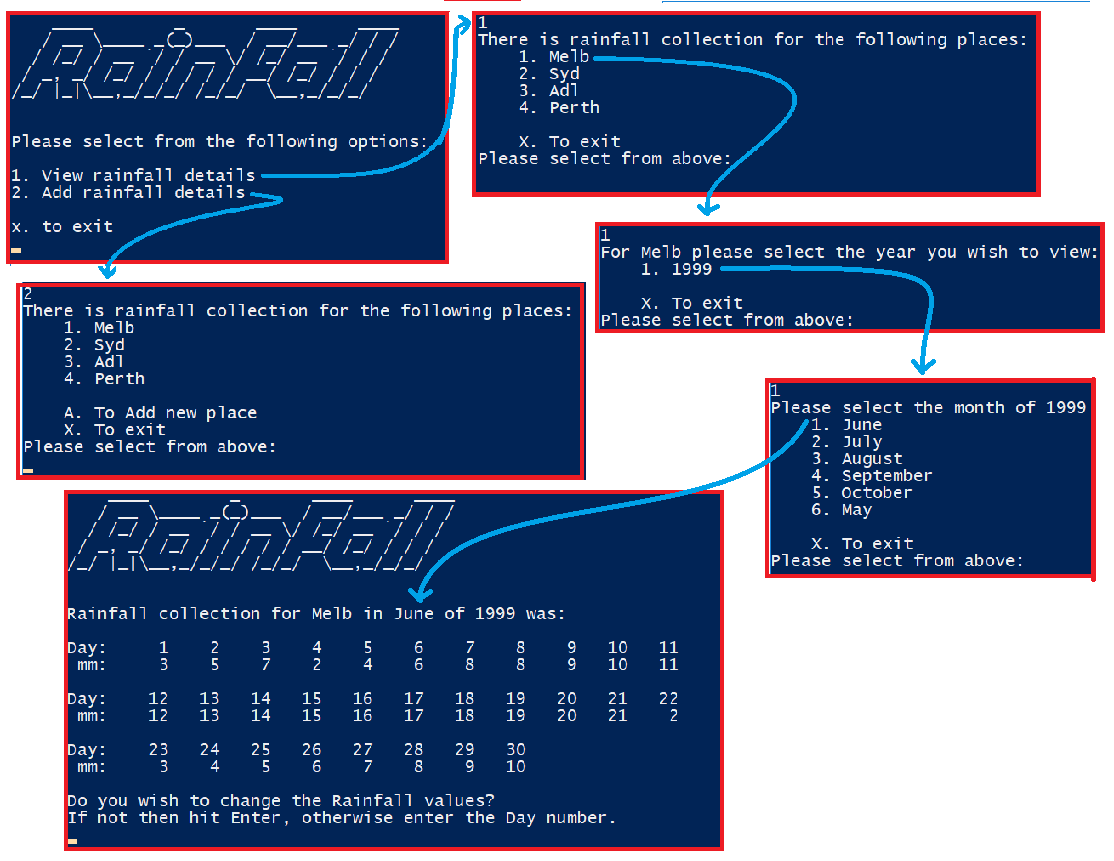 RainFall
Please select from the following options:
1. View rainfall details
2. Add rainfall details
x. to exit
1
There is rainfall collection for the following places:
1. Melb
2. Syd
3. Adl
4. Perth
X. To exit
Please select from above:
1
For Melb please select the year you wish to view:
1. 1999
X. To exit
Please select from above:
2
There is rainfall collection for the following places:
1. Melb
2. Syd
3. Adl
4. Perth
A. To Add new place
X. To exit
Please select from above:
1
Please select the month of 1999
1. June
2. July
3. August
4. September
5. October
6. May
X. To exit
Please select from above:
RainFall
Rainfall collection for Melb in June of 1999 was:
Day: 1 2 3 4 5 6 7 8 9 10 11
mm: 3 5 7 2 4 6 8 8 9 10 11
Day: 12 13 14 15 16 17 18 19 20 21 22
mm: 12 13 14 15 16 17 18 19 20 21 2
Day: 23 24 25 26 27 28 29 30
mm: 3 4 5 6 7 8 9 10
Do you wish to change the Rainfall values?
If not then hit Enter, otherwise enter the Day number.